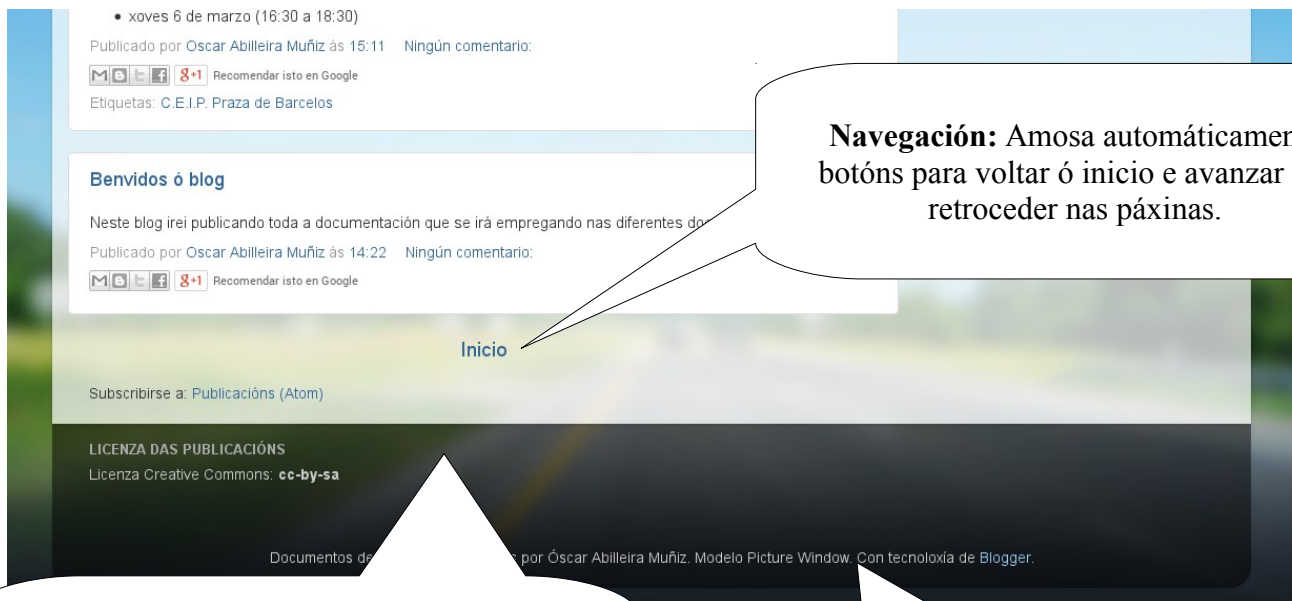 • xoves 6 de marzo (16:30 a 18:30)
Publicado por Oscar Abilleira Muñiz ás 15:11 Ningún comentario:
g+1 Recomendar isto en Google
Etiquetas: C.E.I.P. Praza de Barcelos
Navegación: Amosa automáticamen
botóns para voltar ó inicio e avanzar
retroceder nas páxinas.
Benvidos ó blog
Neste blog irei publicando toda a documentación que se irá empregando nas diferentes
Publicado por Oscar Abilleira Muñiz ás 14:22 Ningún comentario:
g+1 Recomendar isto en Google
Inicio
Subscribirse a: Publicacións (Atom)
LICENZA DAS PUBLICACIÓNS
Licenza Creative Commons: cc-by-sa
Documentos por Óscar Abilleira Muñiz. Modelo Picture Window. Con tecnoloxía de Blogger.